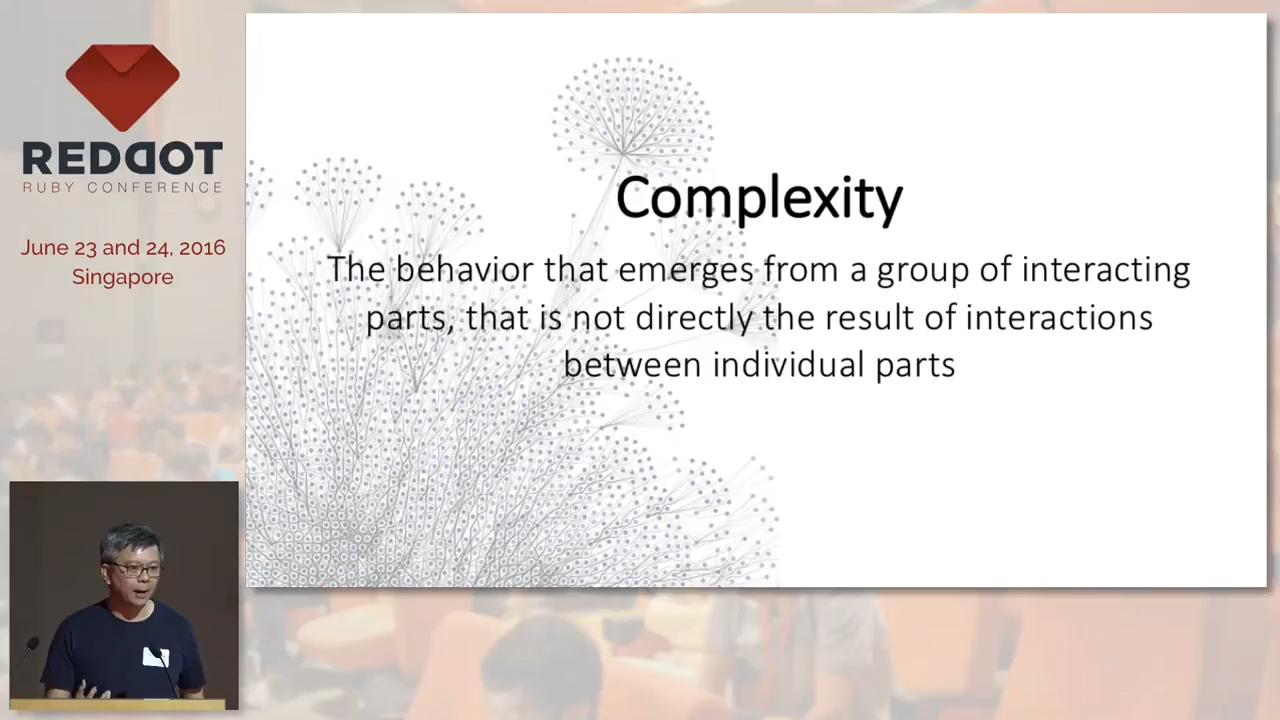 REDDOT
RUBY CONFERENCE
June 23 and 24, 2016
Singapore
Complexity
The behavior that emerges from a group of interacting
parts, that is not directly the result of interactions
between individual parts